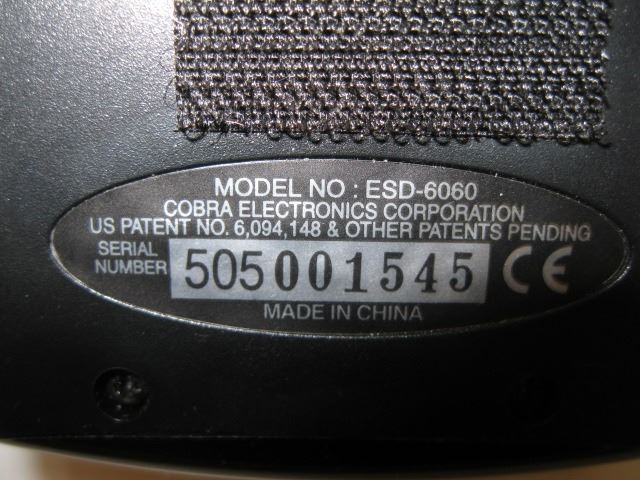 MODEL NO : ESD-6060
COBRA ELECTRONICS CORPORATION
US PATENT NO. 6,094,148 & OTHER PATENTS PENDING
SERIAL
NUMBER 505001545 CE
MADE IN CHINA